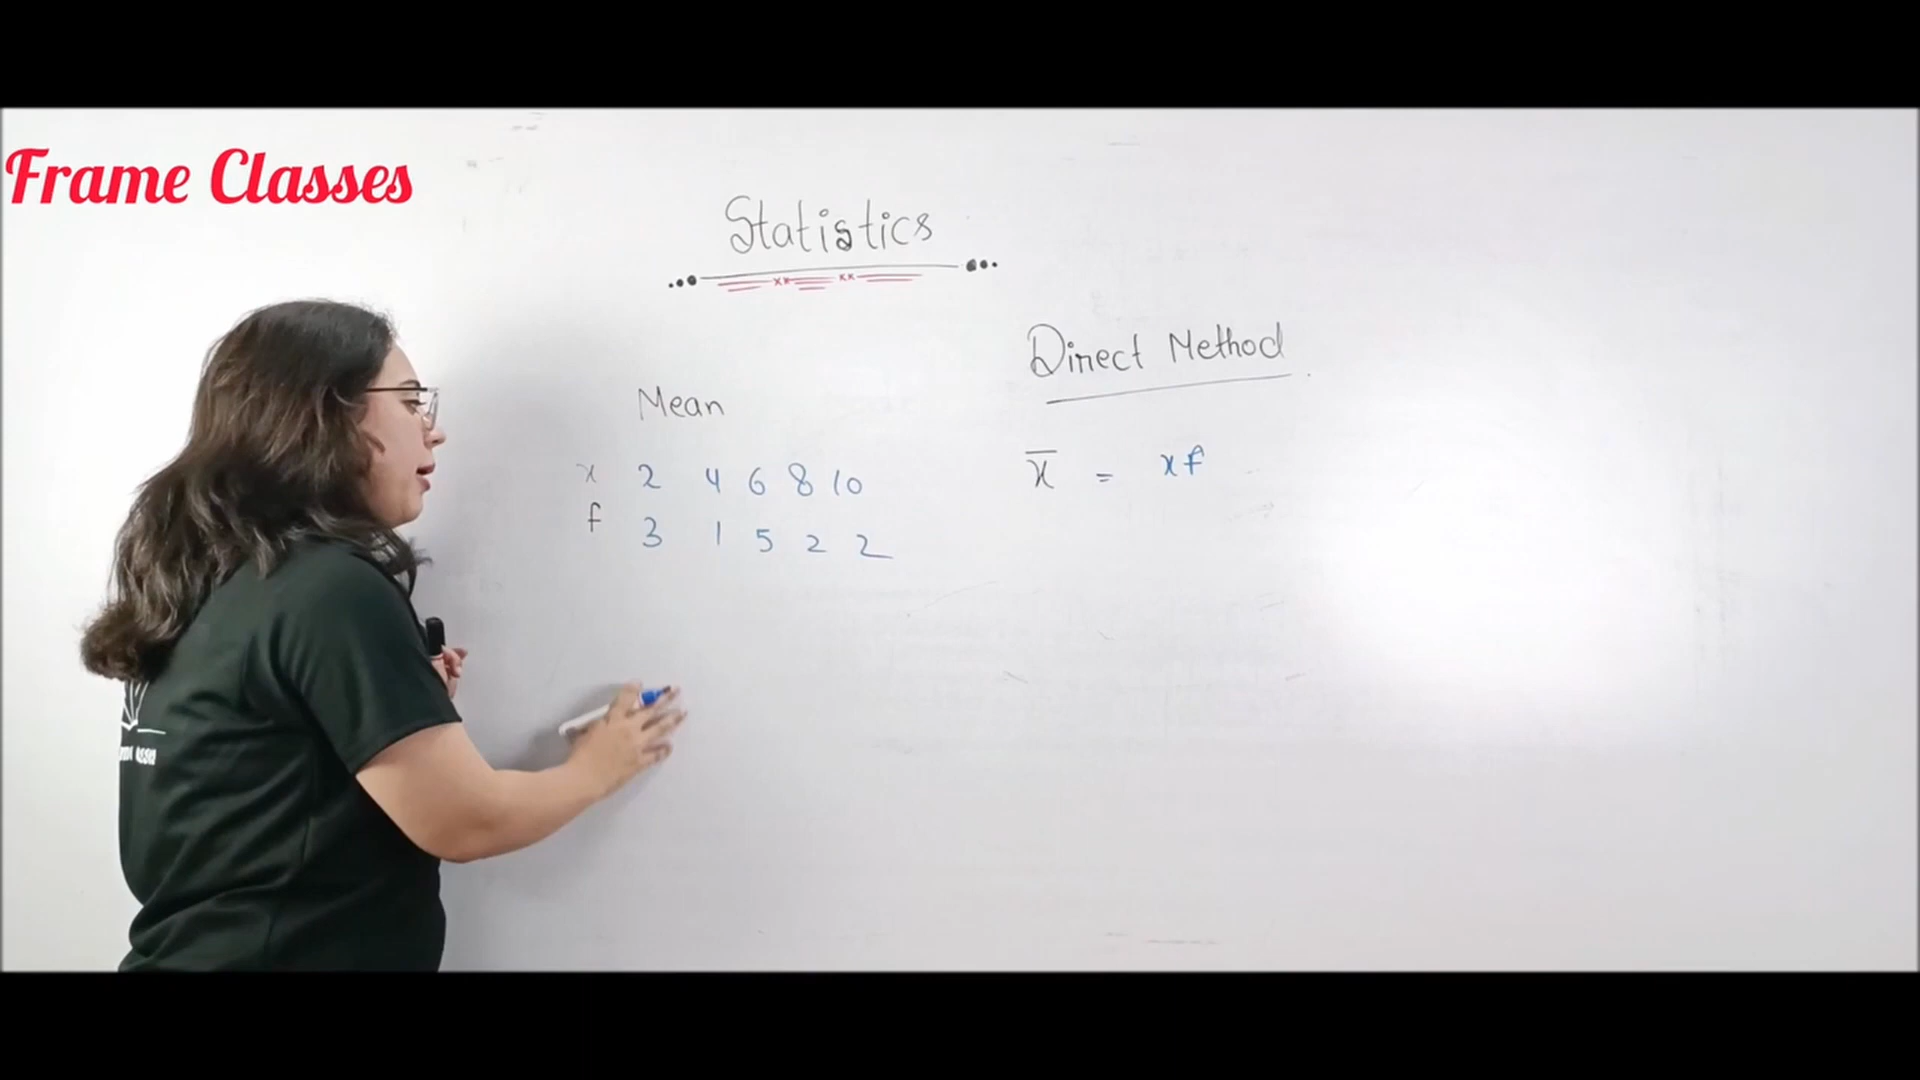 Frame Classes
Statistics
Direct Method
Mean
x 2 4 6 8 10
f 3 1 5 2 2
x̄ = xf